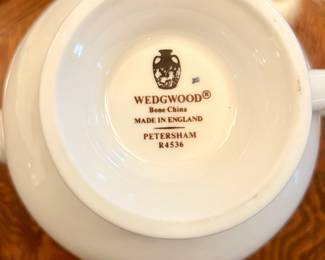 WEDGWOOD®
Bone China
MADE IN ENGLAND
PETERSHAM
R4536